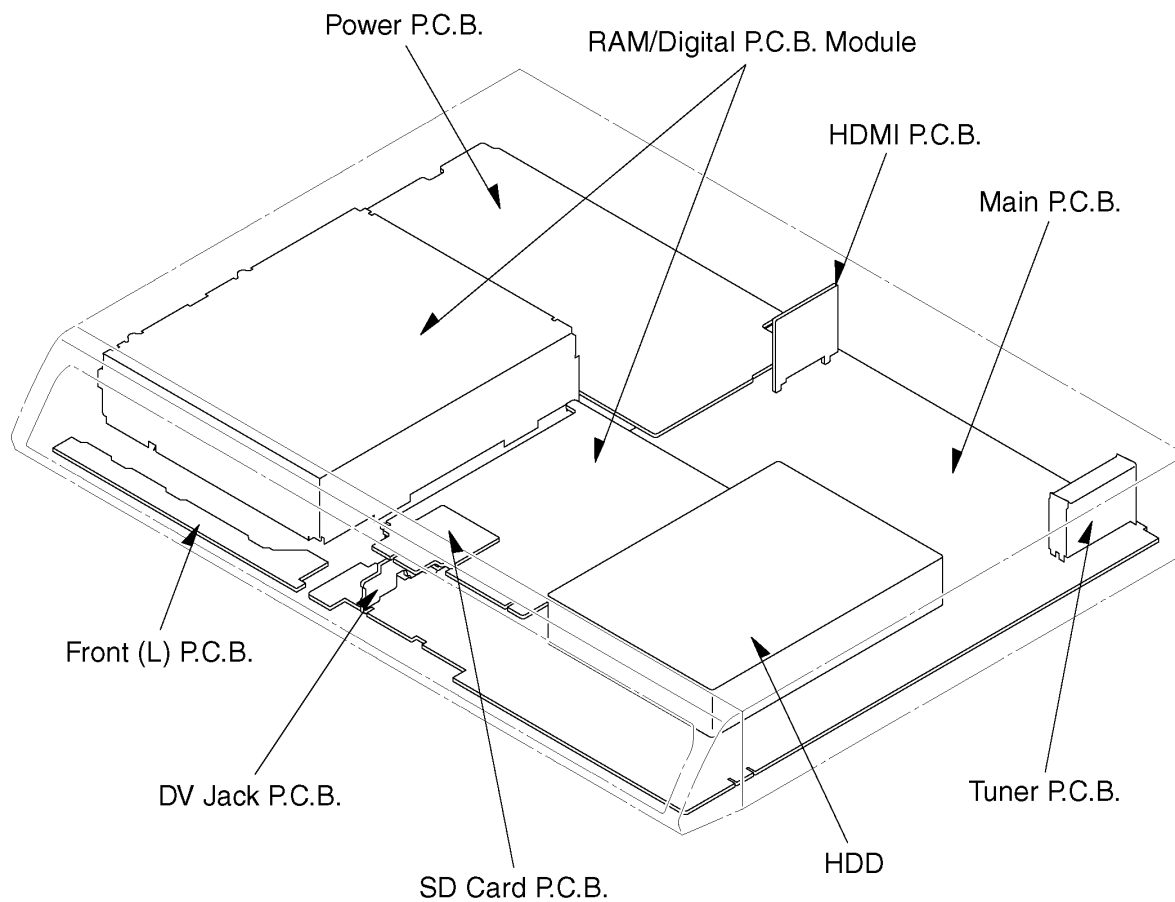 Power P.C.B.
RAM/Digital P.C.B. Module
HDMI P.C.B.
Main P.C.B.
Front (L) P.C.B.
DV Jack P.C.B.
Tuner P.C.B.
HDD
SD Card P.C.B.